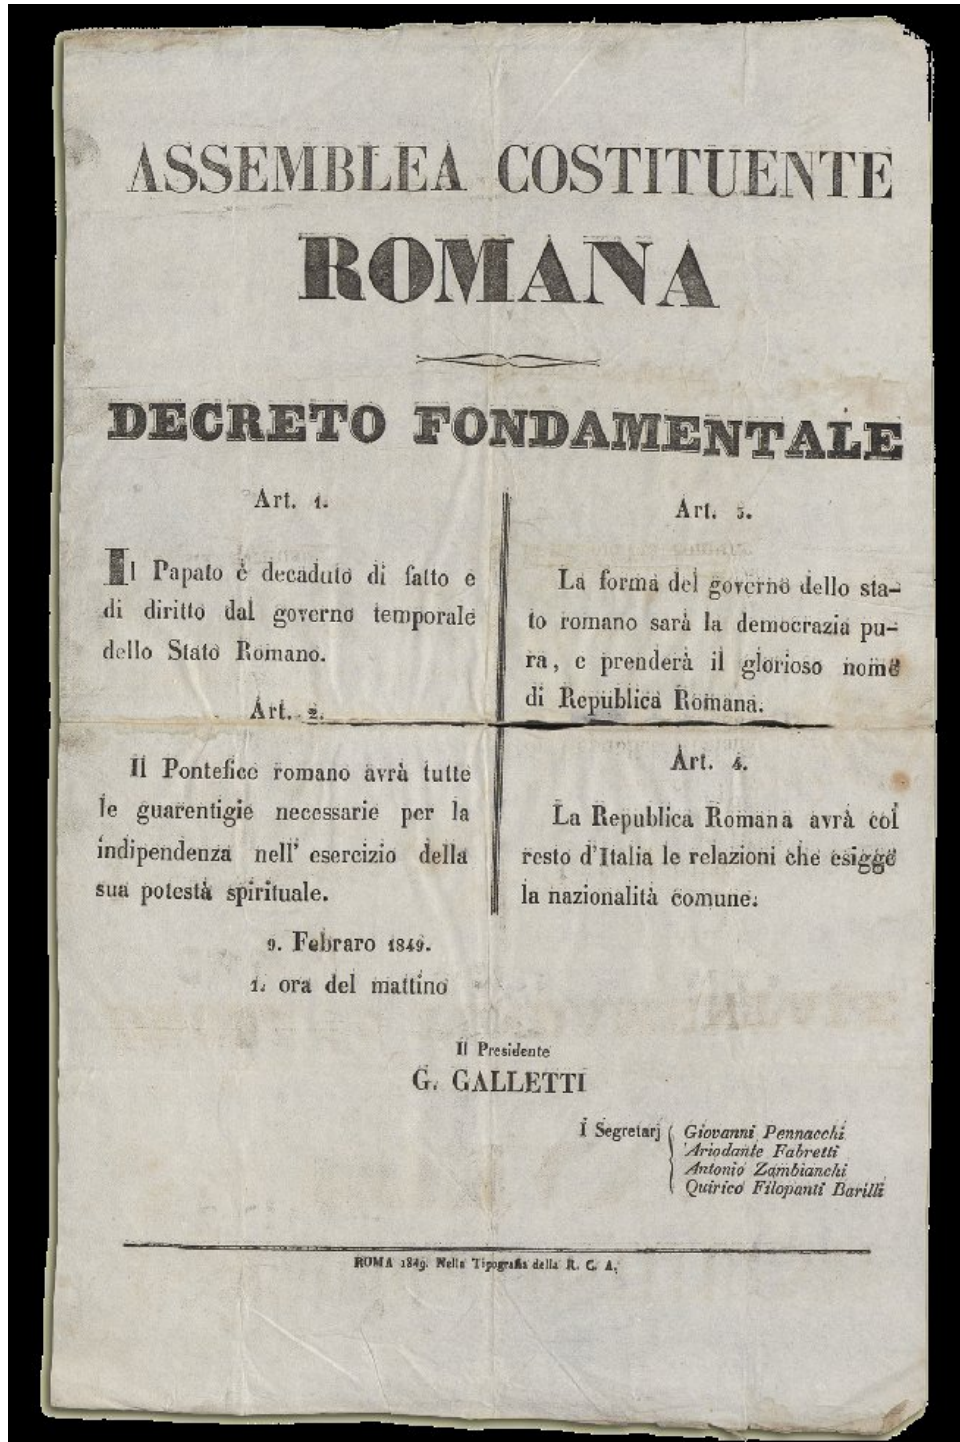 ASSEMBLEA COSTITUENTE
ROMANA
DECRETO FONDAMENTALE
Art. 1.
Il Papato è decaduto di fatto e
di diritto dal governo temporale
dello Stato Romano.
Art. 2.
Il Pontefice romano avrà tutte
le guarentigie necessarie per la
indipendenza nell' esercizio della
sua potestà spirituale.
Art. 3.
La forma del governo dello sta-
to romano sarà la democrazia pu-
ra, e prenderà il glorioso nome
di Republica Romana.
Art. 4.
La Republica Romana avrà col
resto d'Italia le relazioni che esigge
la nazionalità comune.
9. Febraro 1849.
1. ora del mattino
Il Presidente
G. GALLETTI
I Segretarj
Giovanni Pennacchi
Ariodante Fabretti
Antonio Zambianchi
Quirico Filopanti Barilli
ROMA 1849. Nella Tipografia della R. C. A.